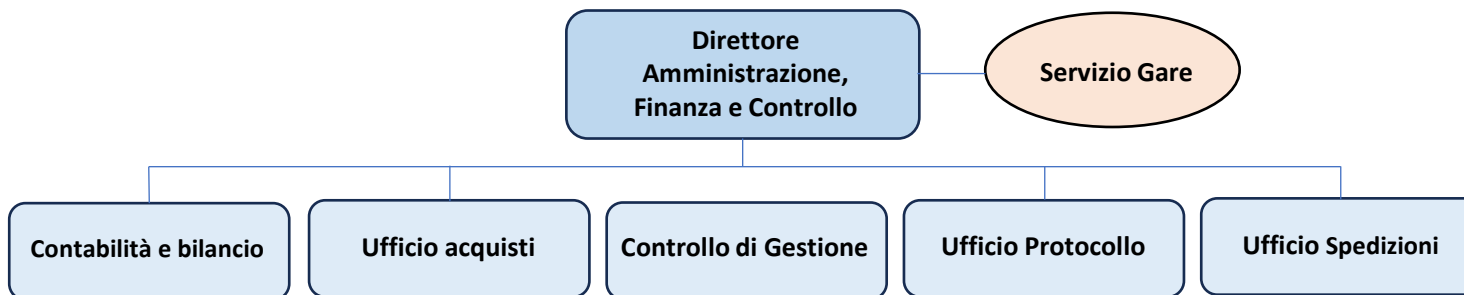 Direttore
Amministrazione,
Finanza e Controllo
Servizio Gare
Contabilità e bilancio
Ufficio acquisti
Controllo di Gestione
Ufficio Protocollo
Ufficio Spedizioni